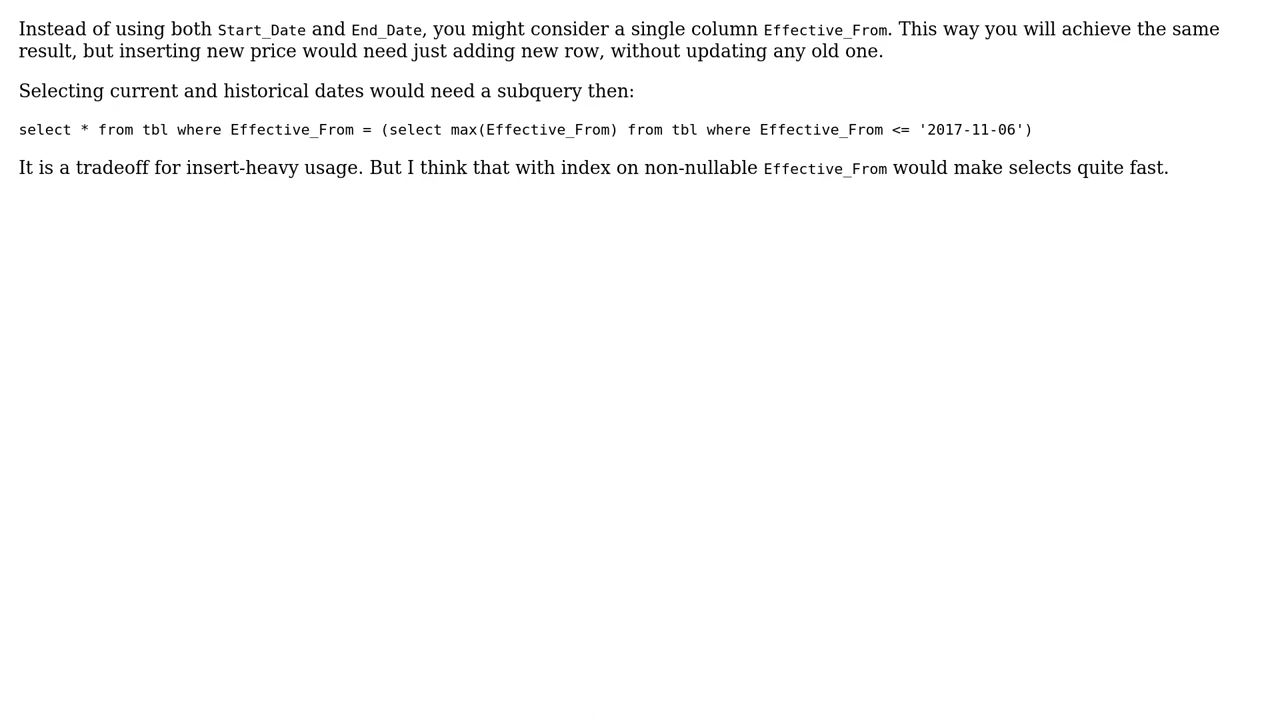 Instead of using both Start_Date and End_Date, you might consider a single column Effective_From. This way you will achieve the same
result, but inserting new price would need just adding new row, without updating any old one.
Selecting current and historical dates would need a subquery then:
select * from tbl where Effective_From = (select max(Effective_From) from tbl where Effective_From <= '2017-11-06')
It is a tradeoff for insert-heavy usage. But I think that with index on non-nullable Effective_From would make selects quite fast.